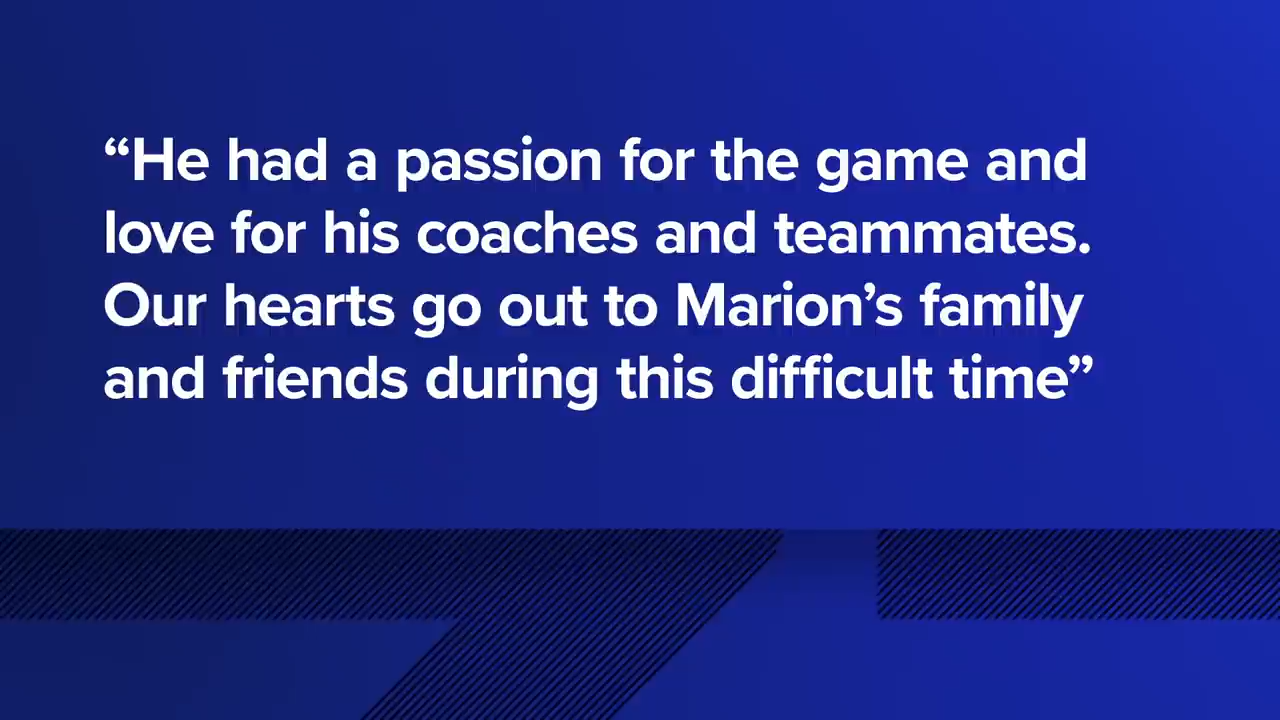 “He had a passion for the game and
love for his coaches and teammates.
Our hearts go out to Marion’s family
and friends during this difficult time”